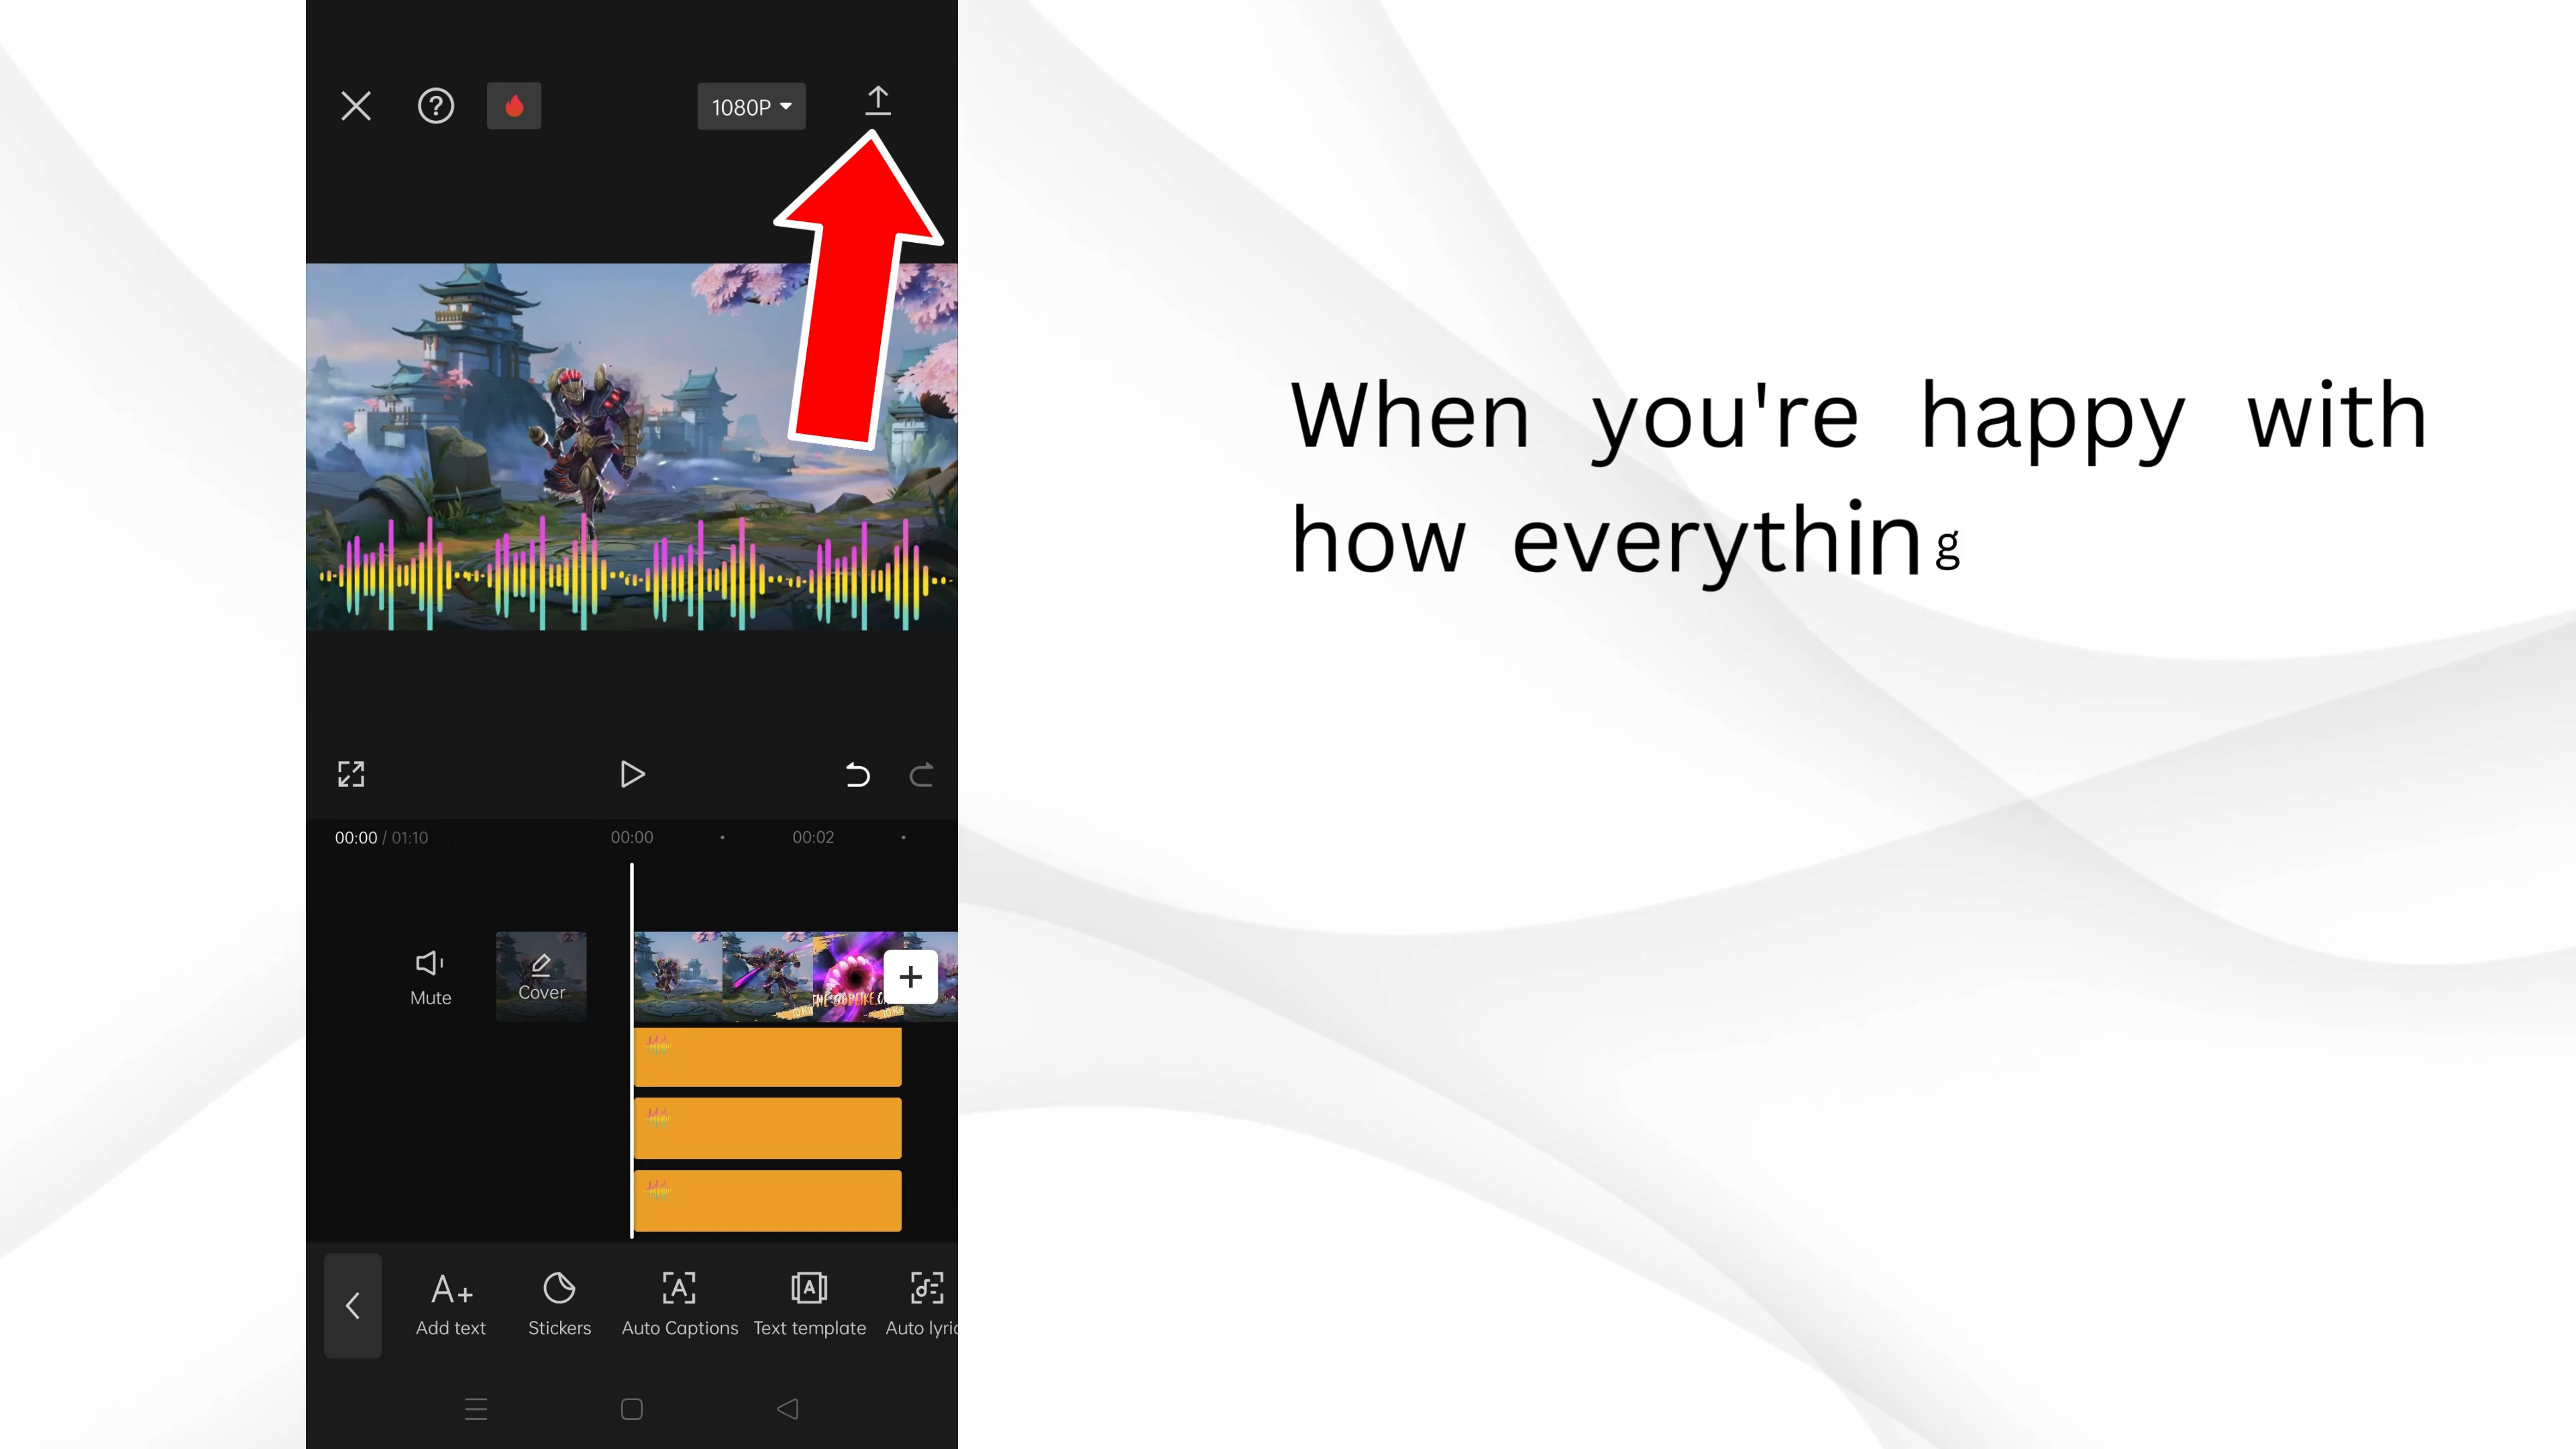 1080P
When you're happy with
how everything
00:00 / 01:10
00:00
00:02
Mute
Cover
Add text
Stickers
Auto Captions
Text template
Auto lyric